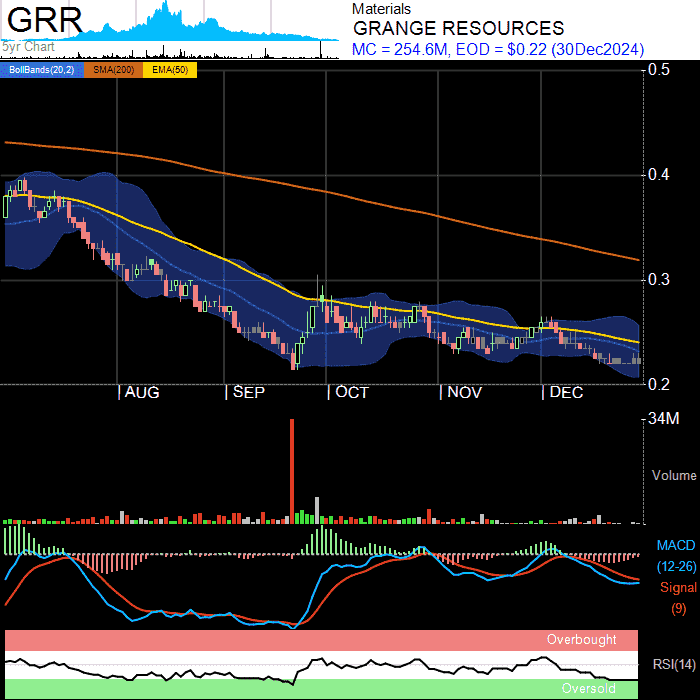 GRR
5yr Chart
Materials
GRANGE RESOURCES
MC = 254.6M, EOD = $0.22 (30Dec2024)
BollBands(20,2) SMA(200) EMA(50)
0.5
0.4
0.3
0.2
AUG SEP OCT NOV DEC
34M
Volume
MACD
(12-26)
Signal
(9)
Overbought
RSI(14)
Oversold